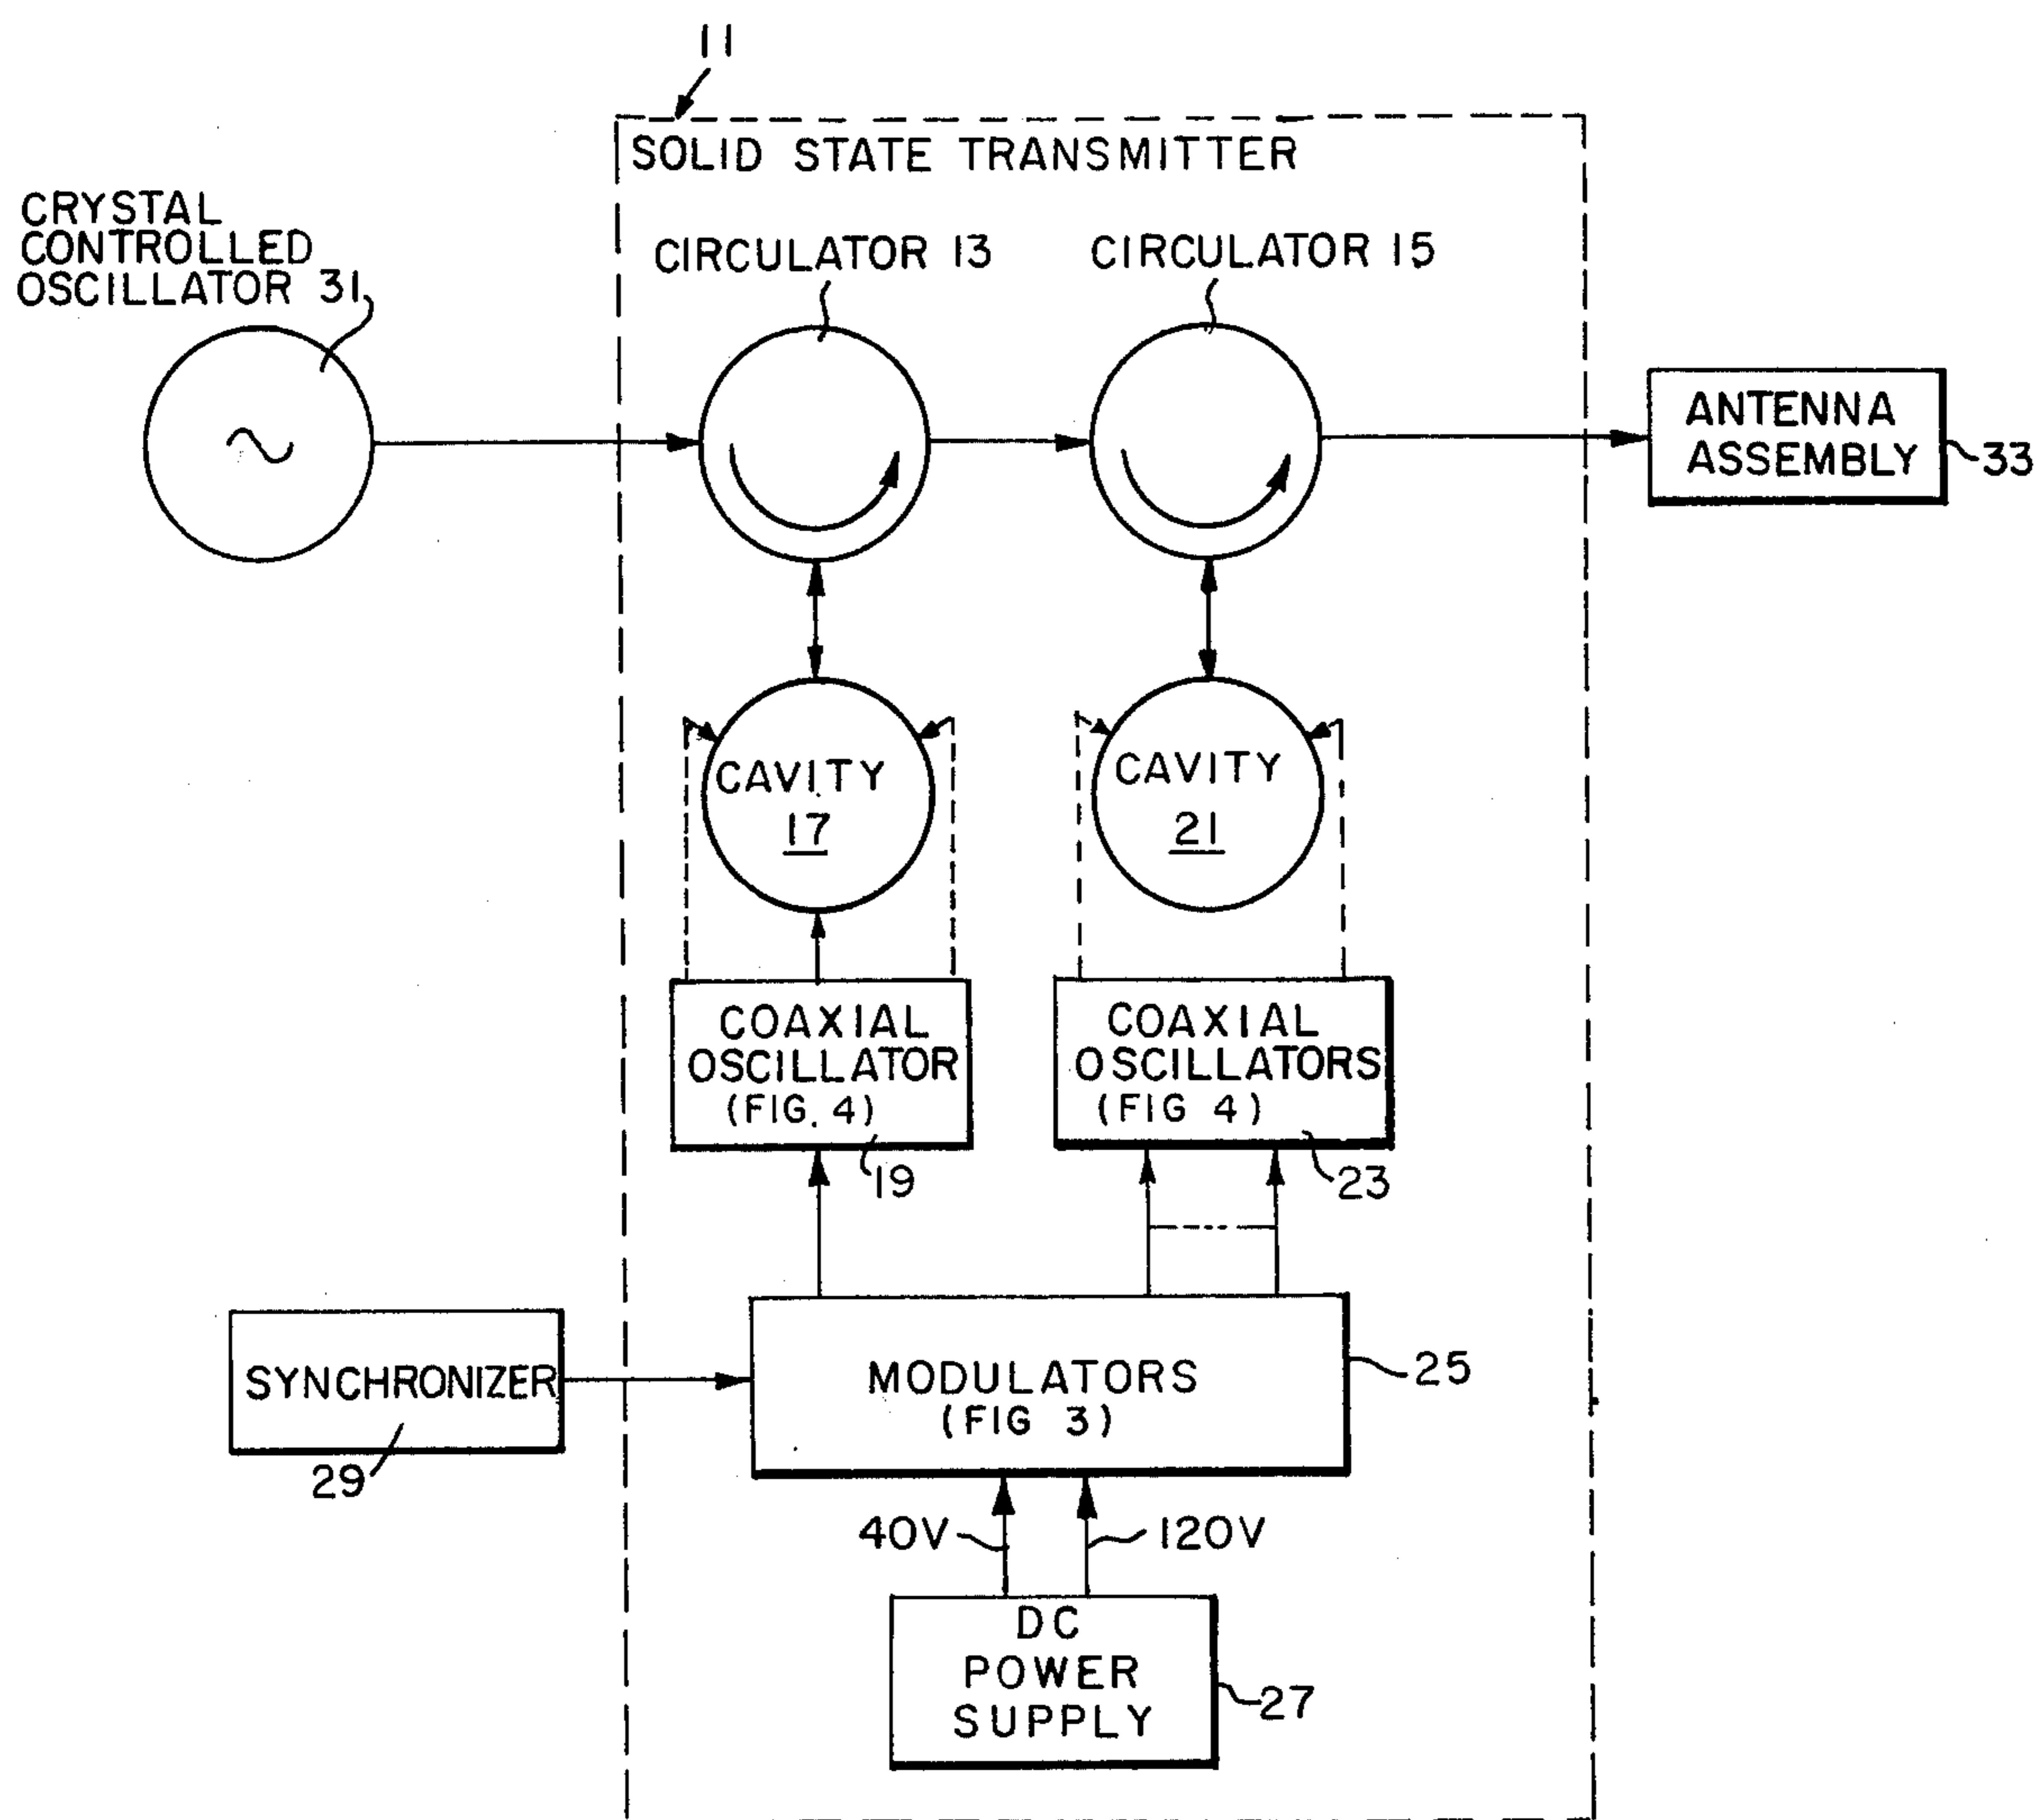 11
SOLID STATE TRANSMITTER
CRYSTAL
CONTROLLED
OSCILLATOR 31
CIRCULATOR 13
CIRCULATOR 15
ANTENNA
ASSEMBLY
33
CAVITY
17
CAVITY
21
COAXIAL
OSCILLATOR
(FIG. 4)
19
COAXIAL
OSCILLATORS
(FIG 4)
23
SYNCHRONIZER
29
MODULATORS
(FIG 3)
25
40V
120V
DC
POWER
SUPPLY
27